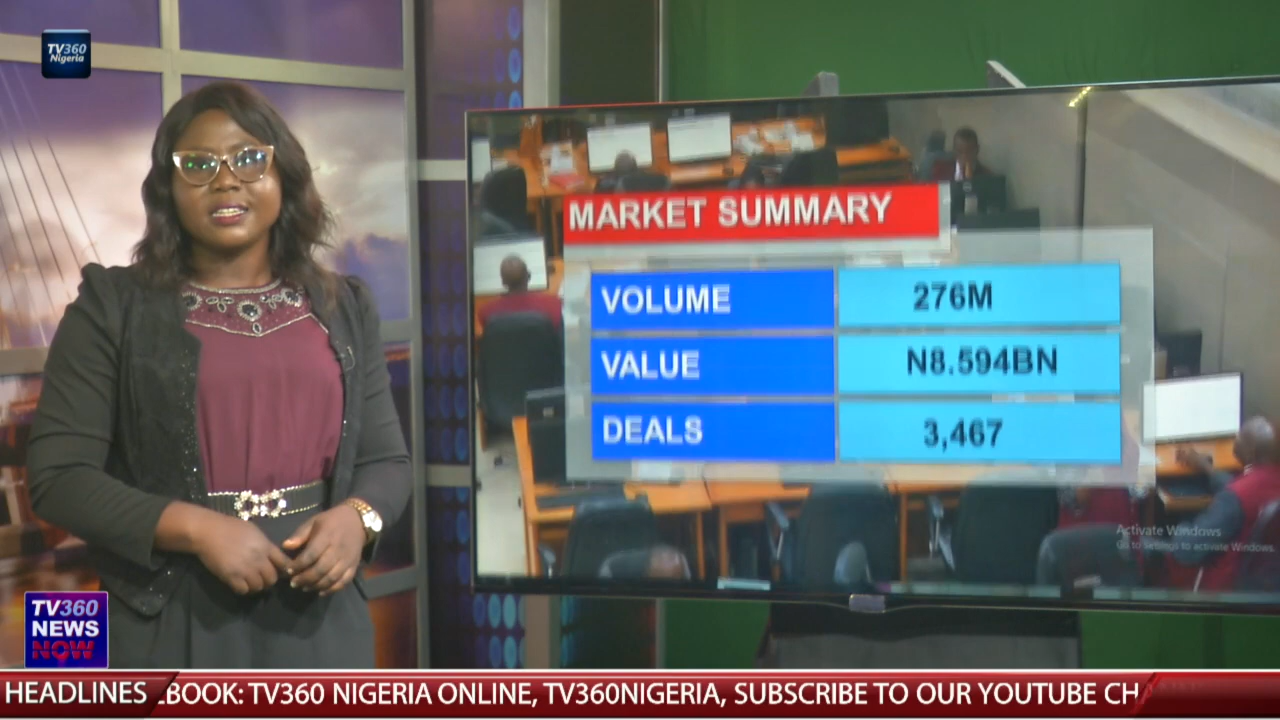 TV360
Nigeria
MARKET SUMMARY
VOLUME 276M
VALUE N8.594BN
DEALS 3,467
Activate Windows
Go to Settings to activate Windows.
TV360
NEWS
NOW
HEADLINES BOOK: TV360 NIGERIA ONLINE, TV360NIGERIA, SUBSCRIBE TO OUR YOUTUBE CH